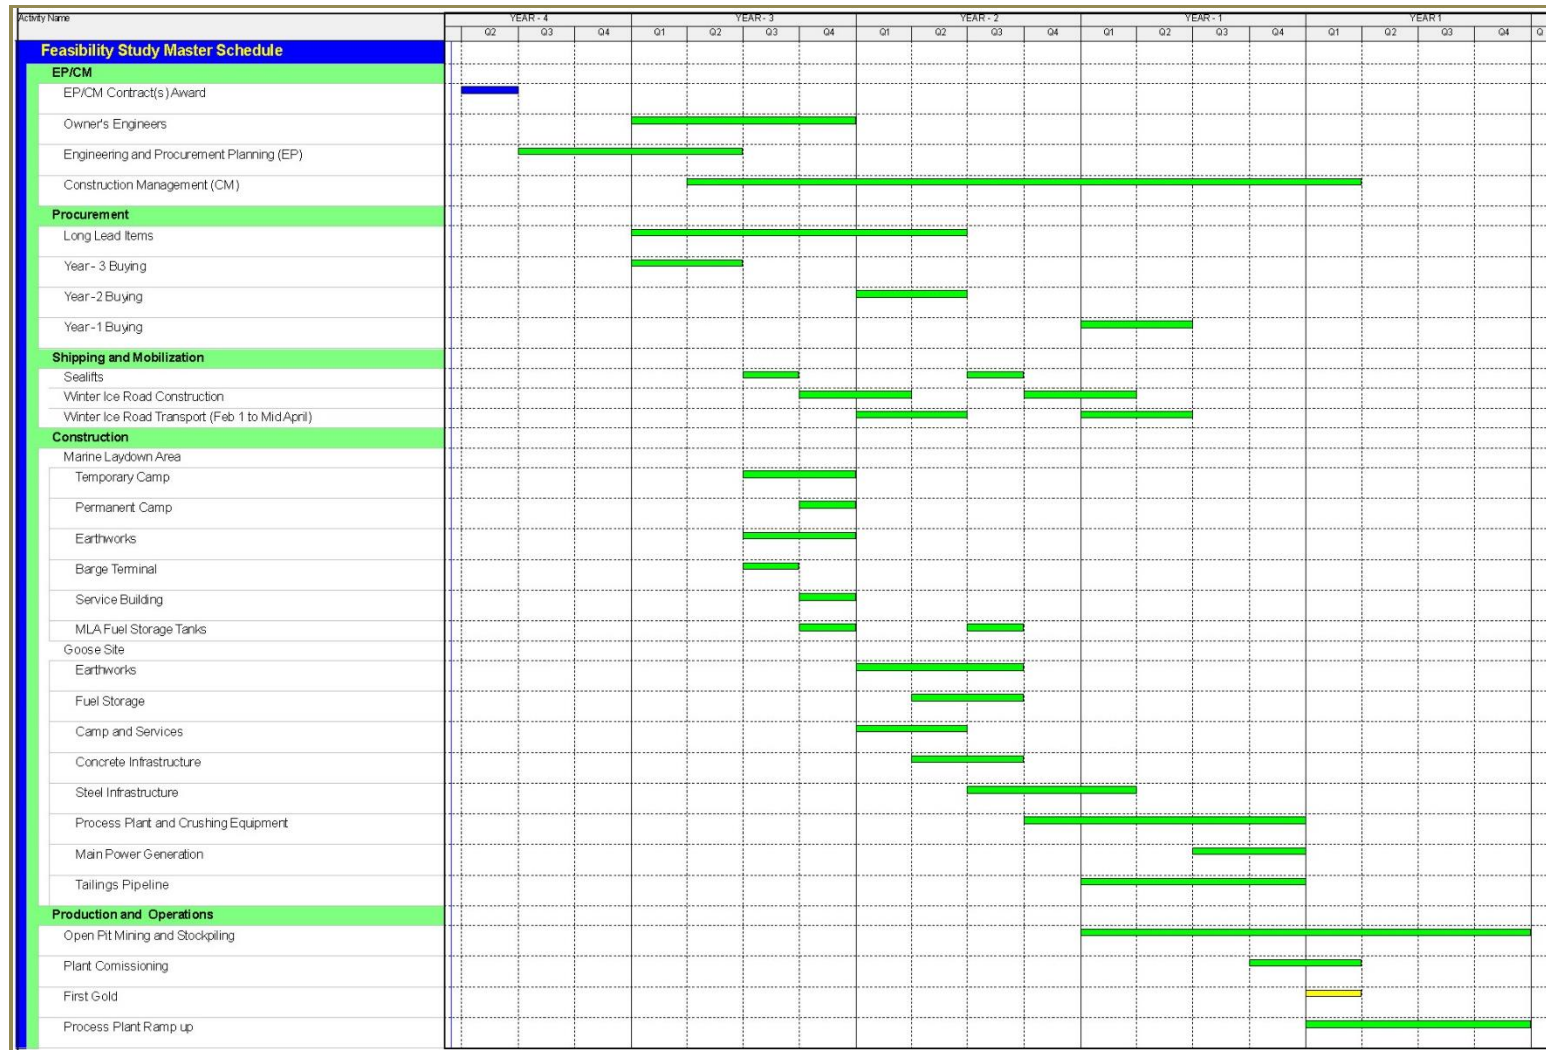 Activity Name
YEAR - 4 YEAR - 3 YEAR - 2 YEAR - 1 YEAR 1
Q2 Q3 Q4 Q1 Q2 Q3 Q4 Q1 Q2 Q3 Q4 Q1 Q2 Q3 Q4 Q1 Q2 Q3 Q4 Q
Feasibility Study Master Schedule
EP/CM
EP/CM Contract(s) Award
Owner's Engineers
Engineering and Procurement Planning (EP)
Construction Management (CM)
Procurement
Long Lead Items
Year - 3 Buying
Year -2 Buying
Year -1 Buying
Shipping and Mobilization
Sealifts
Winter Ice Road Construction
Winter Ice Road Transport (Feb 1 to Mid April)
Construction
Marine Laydown Area
Temporary Camp
Permanent Camp
Earthworks
Barge Terminal
Service Building
MLA Fuel Storage Tanks
Goose Site
Earthworks
Fuel Storage
Camp and Services
Concrete Infrastructure
Steel Infrastructure
Process Plant and Crushing Equipment
Main Power Generation
Tailings Pipeline
Production and Operations
Open Pit Mining and Stockpiling
Plant Comissioning
First Gold
Process Plant Ramp up